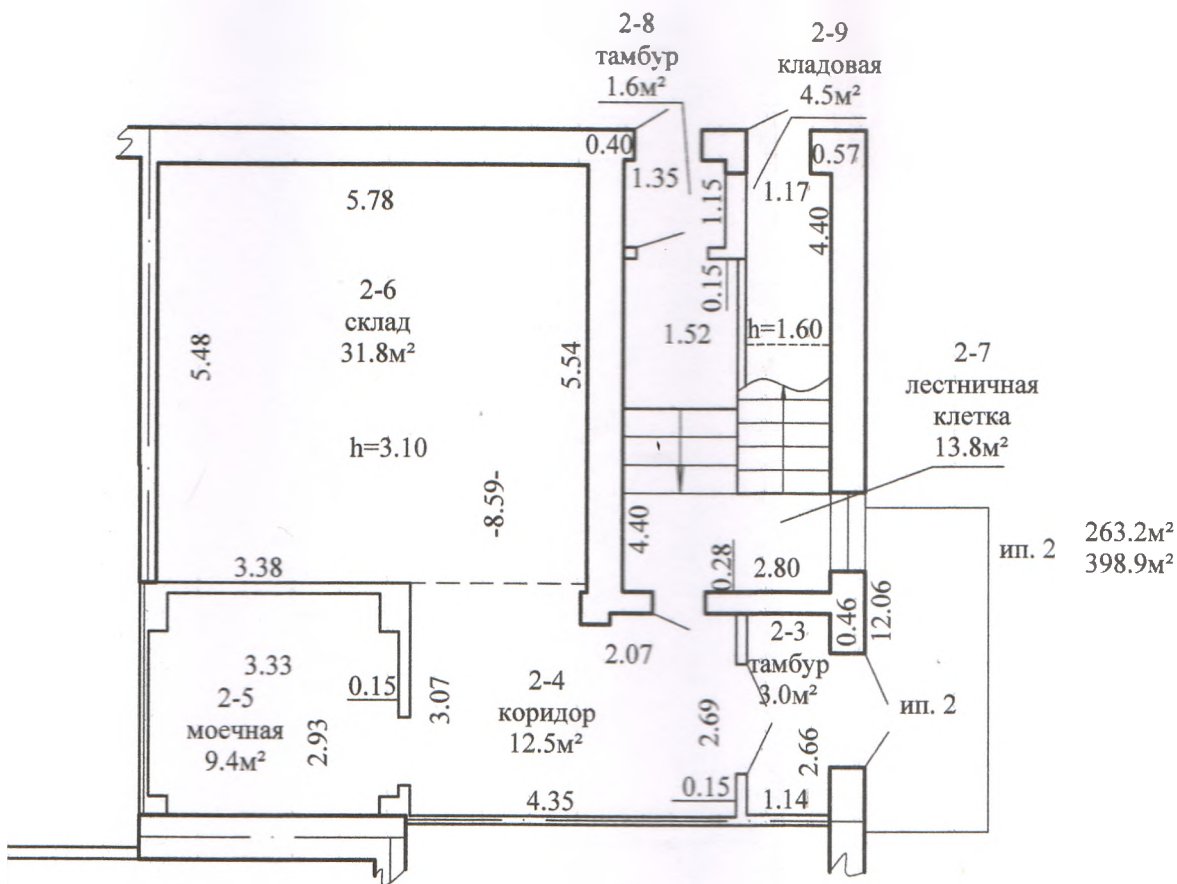 2-8
тамбур
1.6м²
2-9
кладовая
4.5м²
0.40
0.57
1.35
1.15
1.17
4.40
5.78
2-6
склад
31.8м²
5.48
5.54
h=3.10
-8.59-
0.15
1.52
h=1.60
2-7
лестничная
клетка
13.8м²
4.40
0.28
2.80
ип. 2 263.2м²
398.9м²
3.38
0.46
12.06
2-3
тамбур
3.0м²
2.07
3.33
0.15
2-5
моечная
9.4м²
2.93
3.07
2-4
коридор
12.5м²
2.69
2.66
ип. 2
4.35
0.15
1.14